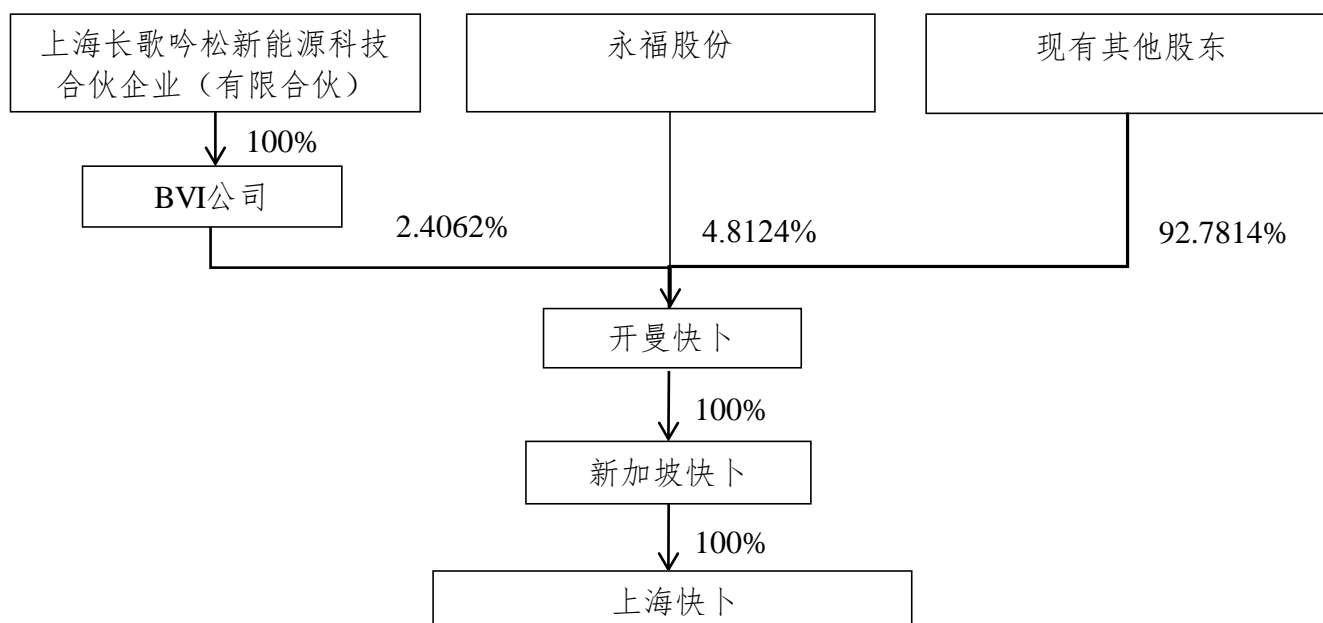 上海长歌吟松新能源科技
合伙企业（有限合伙）
永福股份
现有其他股东
100%
BVI公司
2.4062%
4.8124%
92.7814%
开曼快卜
100%
新加坡快卜
100%
上海快卜